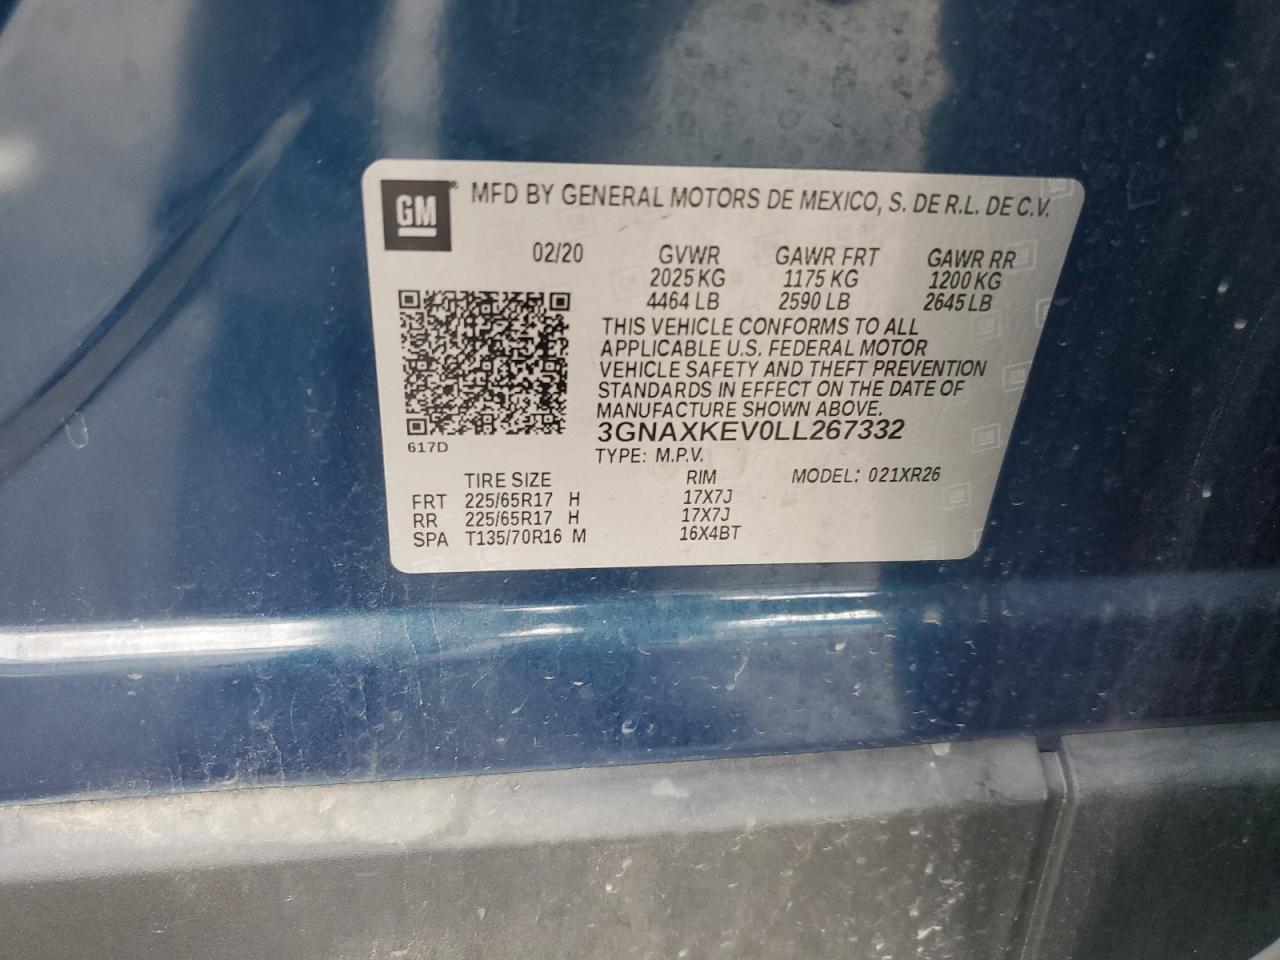 GM
MFD BY GENERAL MOTORS DE MEXICO, S. DE R.L. DE C.V.
02/20 GVWR GAWR FRT GAWR RR
2025 KG 1175 KG 1200 KG
4464 LB 2590 LB 2645 LB
THIS VEHICLE CONFORMS TO ALL
APPLICABLE U.S. FEDERAL MOTOR
VEHICLE SAFETY AND THEFT PREVENTION
STANDARDS IN EFFECT ON THE DATE OF
MANUFACTURE SHOWN ABOVE.
3GNAXKEV0LL267332
617D
TYPE: M.P.V.
TIRE SIZE RIM MODEL: 021XR26
FRT 225/65R17 H 17X7J
RR 225/65R17 H 17X7J
SPA T135/70R16 M 16X4BT